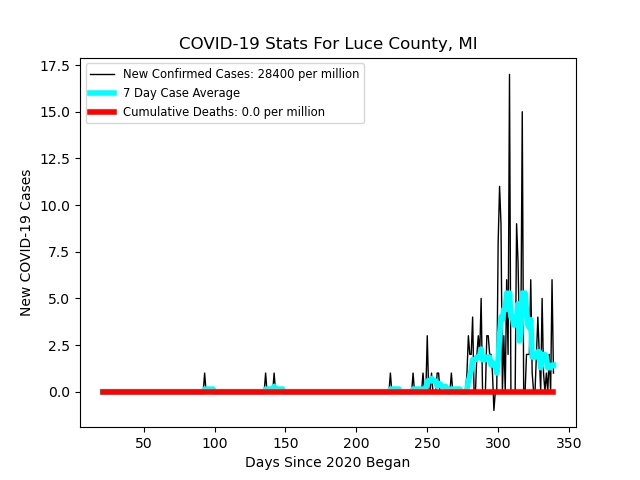 COVID-19 Stats For Luce County, MI
New Confirmed Cases: 28400 per million
7 Day Case Average
Cumulative Deaths: 0.0 per million
New COVID-19 Cases
17.5
15.0
12.5
10.0
7.5
5.0
2.5
0.0
50 100 150 200 250 300 350
Days Since 2020 Began